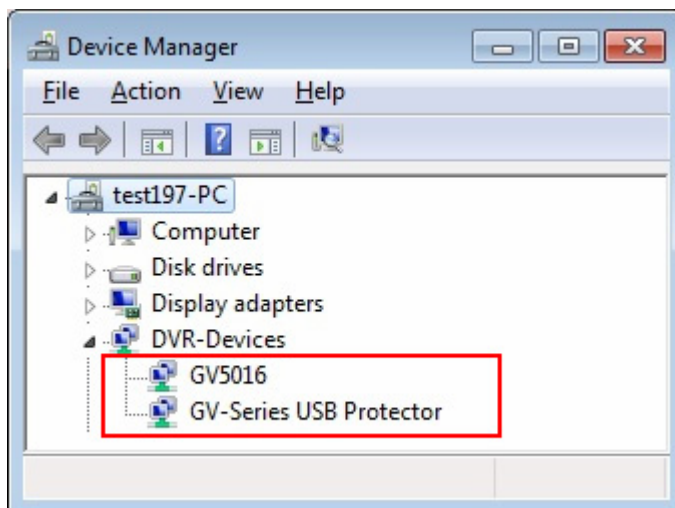 Device Manager
File Action View Help
test197-PC
Computer
Disk drives
Display adapters
DVR-Devices
GV5016
GV-Series USB Protector